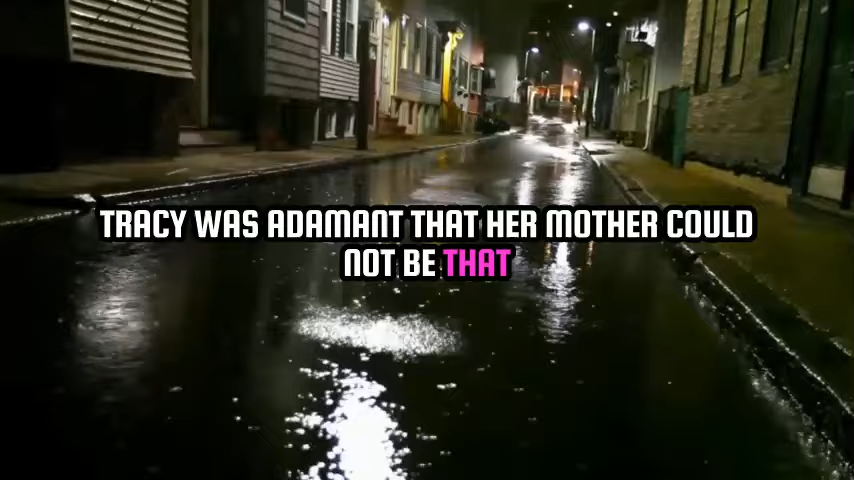 TRACY WAS ADAMANT THAT HER MOTHER COULD
NOT BE THAT